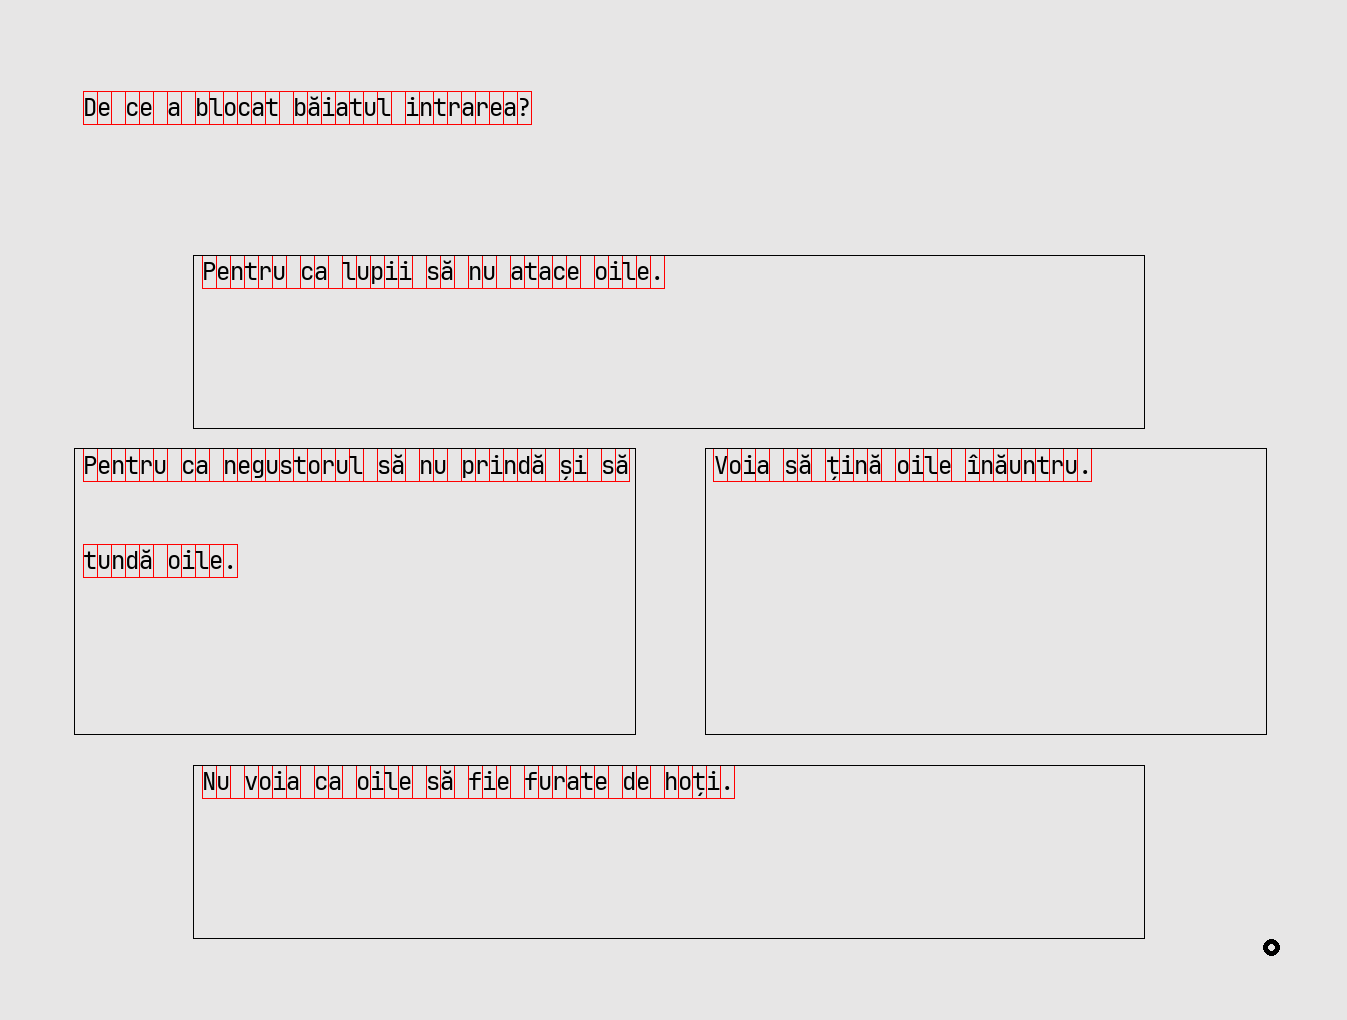 De ce a blocat băiatul intrarea?
Pentru ca lupii să nu atace oile.
Pentru ca negustorul să nu prindă și să
tundă oile.
Voia să țină oile înăuntru.
Nu voia ca oile să fie furate de hoți.